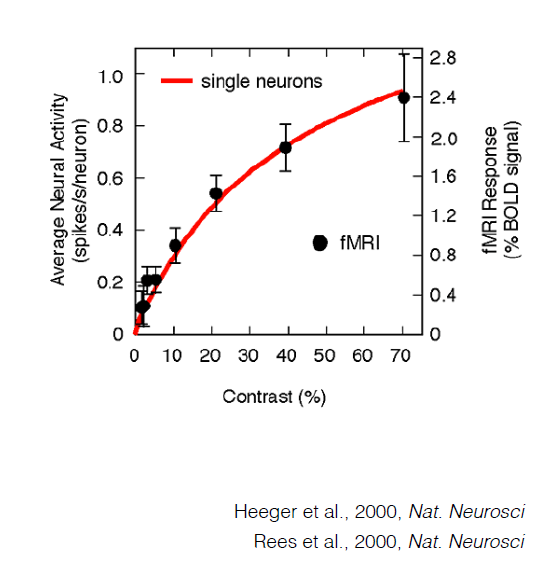 Average Neural Activity
(spikes/s/neuron)
1.0
0.8
0.6
0.4
0.2
0
single neurons
fMRI
2.8
2.4
2.0
1.6
1.2
0.8
0.4
0
fMRI Response
(% BOLD signal)
0 10 20 30 40 50 60 70
Contrast (%)
Heeger et al., 2000, Nat. Neurosci
Rees et al., 2000, Nat. Neurosci